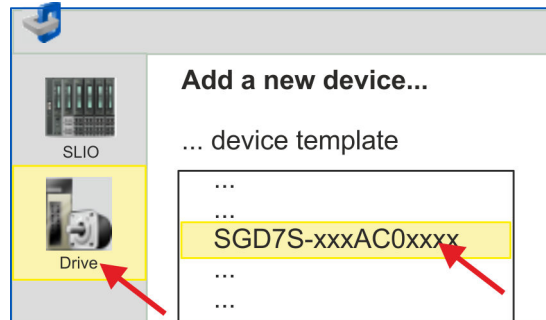 Add a new device...
SLIO
... device template
Drive
...
...
SGD7S-xxxAC0xxxx
...
...